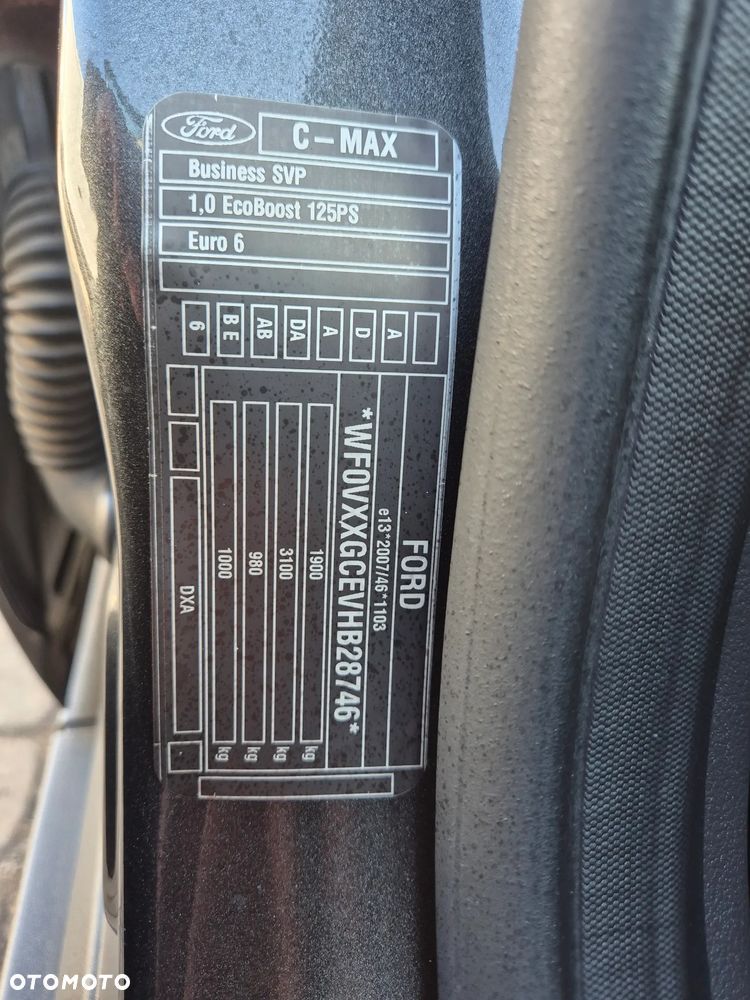 Ford
C-MAX
Business SVP
1,0 EcoBoost 125PS
Euro 6
6 BE AB DA A D A
FORD
e13*2007/46*1103
*WF0VXXGCEVHB28746*
1900 kg
3100 kg
980 kg
1000 kg
DXA
OTOMOTO